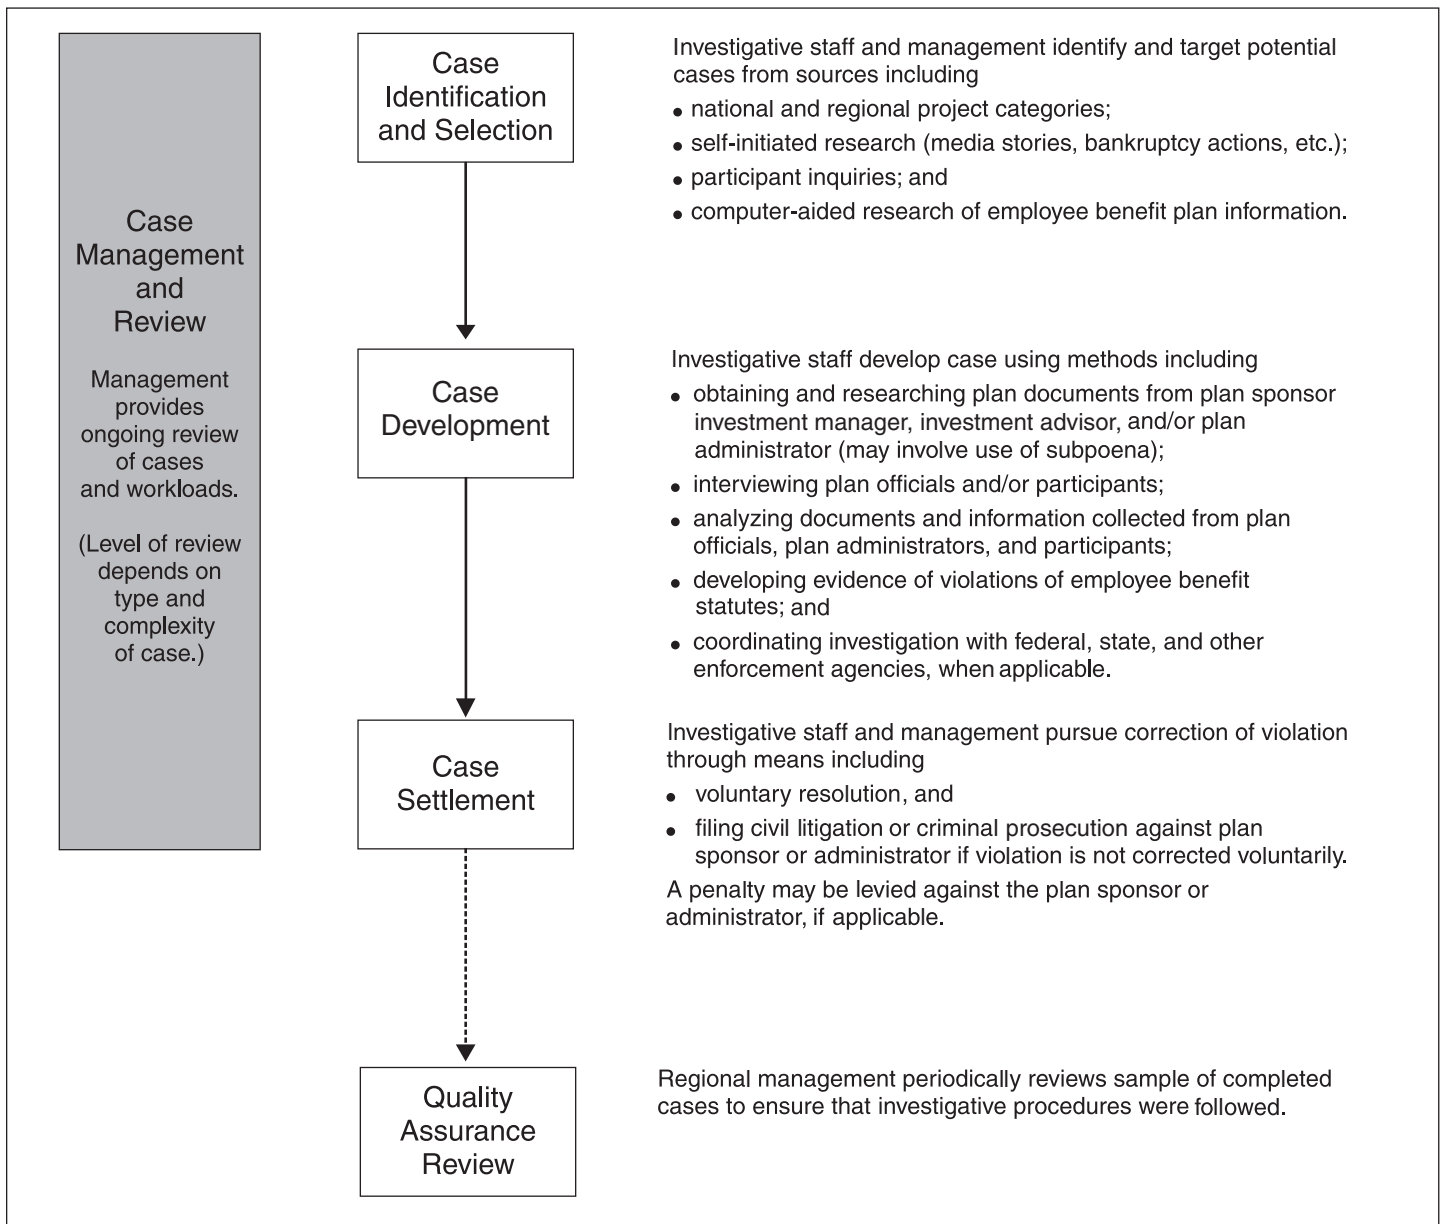 Case
Management
and
Review
Management
provides
ongoing review
of cases
and workloads.
(Level of review
depends on
type and
complexity
of case.)
Case
Identification
and Selection
Investigative staff and management identify and target potential
cases from sources including
• national and regional project categories;
• self-initiated research (media stories, bankruptcy actions, etc.);
• participant inquiries; and
• computer-aided research of employee benefit plan information.
Case
Development
Investigative staff develop case using methods including
• obtaining and researching plan documents from plan sponsor
investment manager, investment advisor, and/or plan
administrator (may involve use of subpoena);
• interviewing plan officials and/or participants;
• analyzing documents and information collected from plan
officials, plan administrators, and participants;
• developing evidence of violations of employee benefit
statutes; and
• coordinating investigation with federal, state, and other
enforcement agencies, when applicable.
Case
Settlement
Investigative staff and management pursue correction of violation
through means including
• voluntary resolution, and
• filing civil litigation or criminal prosecution against plan
sponsor or administrator if violation is not corrected voluntarily.
A penalty may be levied against the plan sponsor or
administrator, if applicable.
Quality
Assurance
Review
Regional management periodically reviews sample of completed
cases to ensure that investigative procedures were followed.